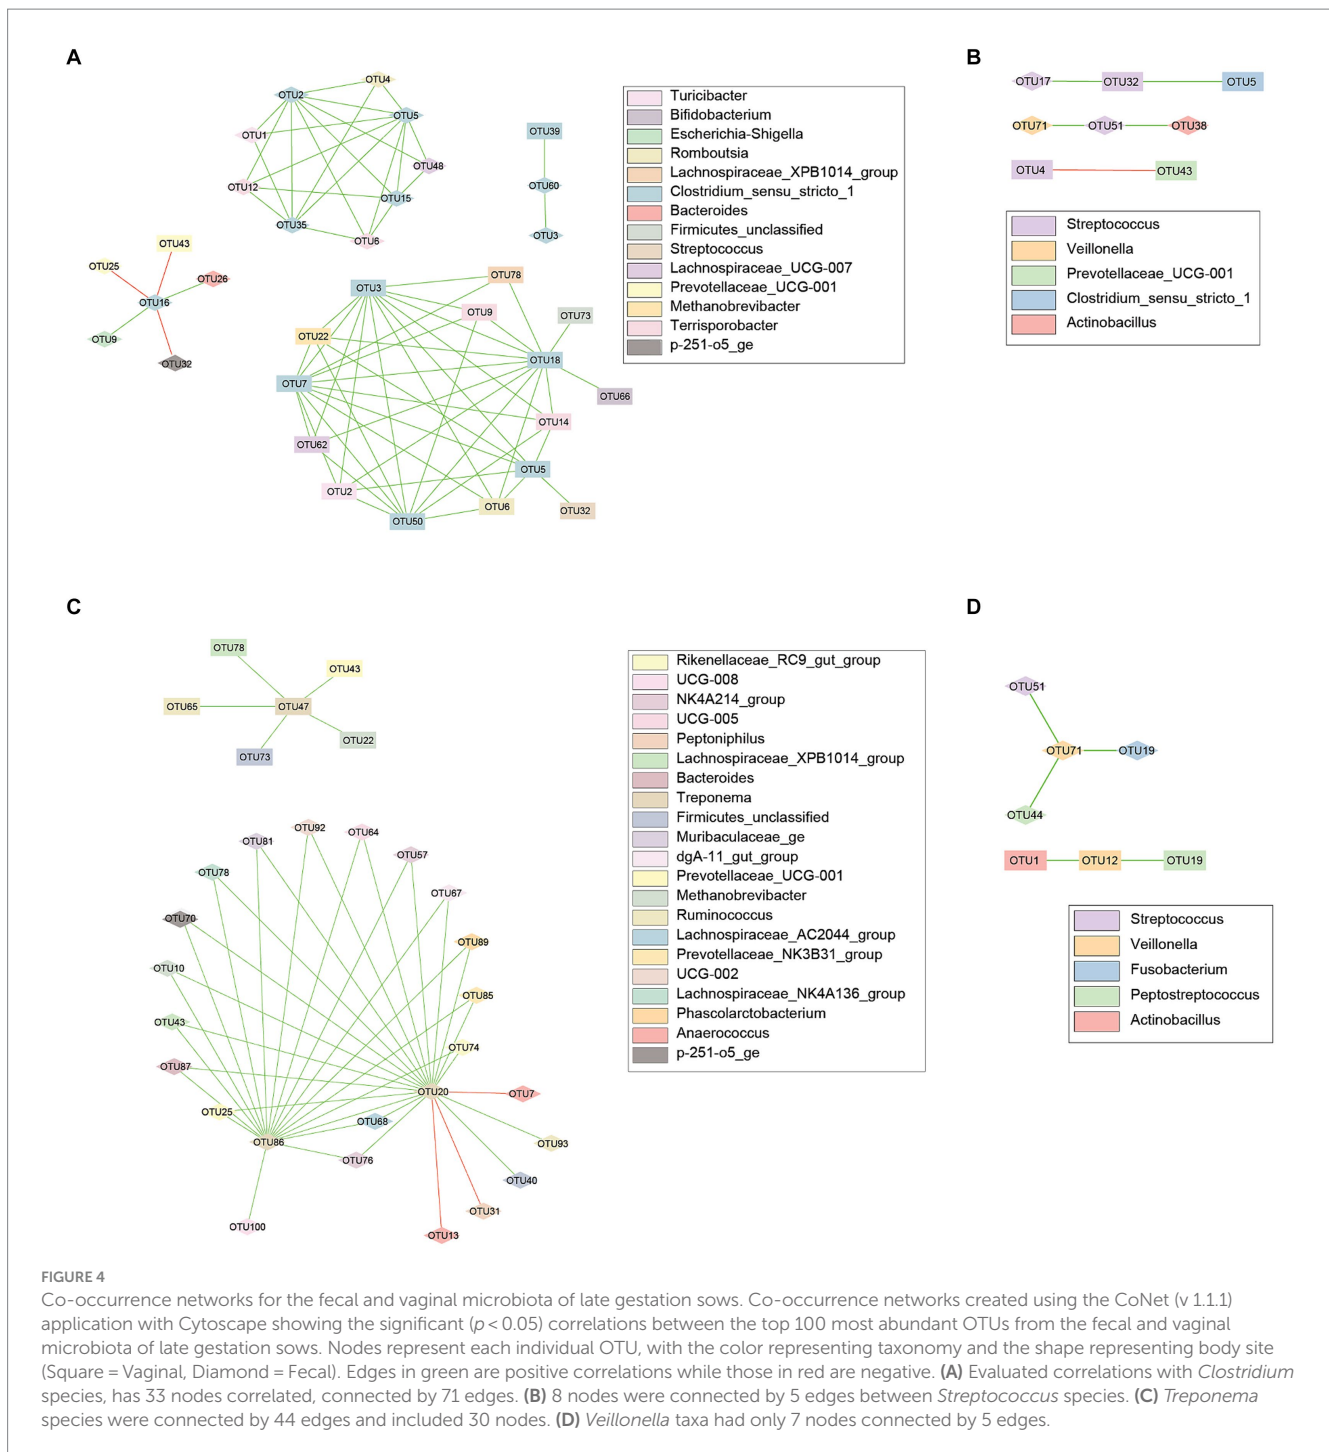 A
OTU4
OTU2
OTU5
OTU1
OTU48
OTU12
OTU15
OTU35
OTU6
OTU39
OTU60
OTU3
OTU43
OTU25
OTU26
OTU16
OTU9
OTU32
OTU78
OTU3
OTU9
OTU73
OTU22
OTU18
OTU7
OTU66
OTU14
OTU62
OTU5
OTU2
OTU6
OTU32
OTU50
Turicibacter
Bifidobacterium
Escherichia-Shigella
Romboutsia
Lachnospiraceae_XPB1014_group
Clostridium_sensu_stricto_1
Bacteroides
Firmicutes_unclassified
Streptococcus
Lachnospiraceae_UCG-007
Prevotellaceae_UCG-001
Methanobrevibacter
Terrisporobacter
p-251-o5_ge
B
OTU17 OTU32 OTU5
OTU71 OTU51 OTU38
OTU4 OTU43
Streptococcus
Veillonella
Prevotellaceae_UCG-001
Clostridium_sensu_stricto_1
Actinobacillus
C
OTU78
OTU43
OTU65 OTU47
OTU22
OTU73
OTU92
OTU64
OTU81
OTU57
OTU78
OTU67
OTU70
OTU89
OTU10
OTU85
OTU43
OTU74
OTU87
OTU20
OTU7
OTU25
OTU68
OTU86
OTU93
OTU76
OTU40
OTU31
OTU100
OTU13
Rikenellaceae_RC9_gut_group
UCG-008
NK4A214_group
UCG-005
Peptoniphilus
Lachnospiraceae_XPB1014_group
Bacteroides
Treponema
Firmicutes_unclassified
Muribaculaceae_ge
dgA-11_gut_group
Prevotellaceae_UCG-001
Methanobrevibacter
Ruminococcus
Lachnospiraceae_AC2044_group
Prevotellaceae_NK3B31_group
UCG-002
Lachnospiraceae_NK4A136_group
Phascolarctobacterium
Anaerococcus
p-251-o5_ge
D
OTU51
OTU71 OTU19
OTU44
OTU1 OTU12 OTU19
Streptococcus
Veillonella
Fusobacterium
Peptostreptococcus
Actinobacillus
FIGURE 4
Co-occurrence networks for the fecal and vaginal microbiota of late gestation sows. Co-occurrence networks created using the CoNet (v 1.1.1)
application with Cytoscape showing the significant (p < 0.05) correlations between the top 100 most abundant OTUs from the fecal and vaginal
microbiota of late gestation sows. Nodes represent each individual OTU, with the color representing taxonomy and the shape representing body site
(Square = Vaginal, Diamond = Fecal). Edges in green are positive correlations while those in red are negative. (A) Evaluated correlations with Clostridium
species, has 33 nodes correlated, connected by 71 edges. (B) 8 nodes were connected by 5 edges between Streptococcus species. (C) Treponema
species were connected by 44 edges and included 30 nodes. (D) Veillonella taxa had only 7 nodes connected by 5 edges.